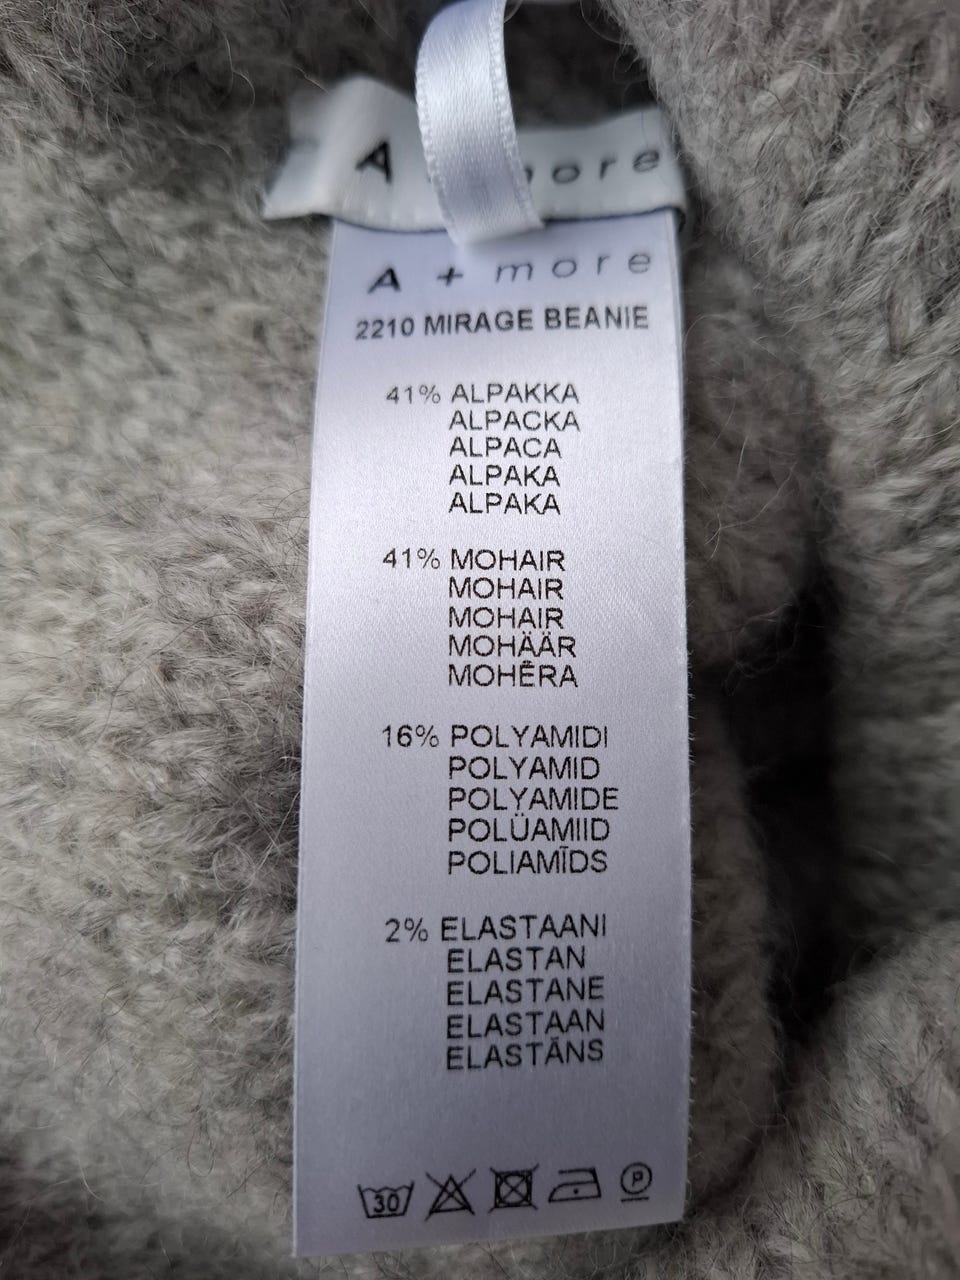 A more
A + more
2210 MIRAGE BEANIE
41% ALPAKKA
ALPACKA
ALPACA
ALPAKA
ALPAKA
41% MOHAIR
MOHAIR
MOHAIR
MOHÄÄR
MOHĒRA
16% POLYAMIDI
POLYAMID
POLYAMIDE
POLÜAMIID
POLIAMĪDS
2% ELASTAANI
ELASTAN
ELASTANE
ELASTAAN
ELASTĀNS
30 P